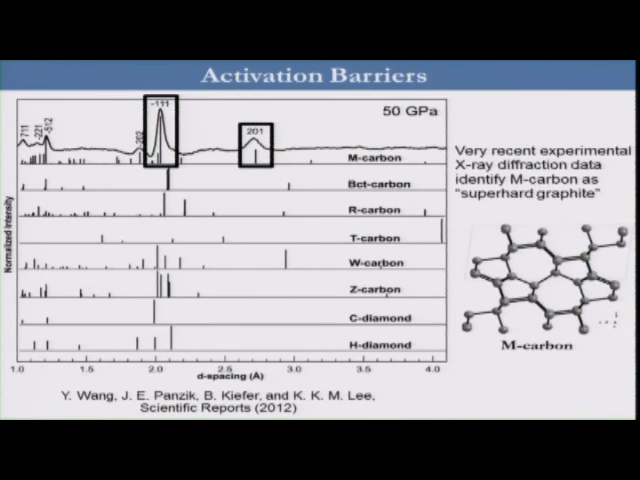 Activation Barriers
50 GPa
711
-221
-512
-202
-111
201
M-carbon
Bct-carbon
R-carbon
T-carbon
W-carbon
Z-carbon
C-diamond
H-diamond
Normalized Intensity
1.0 1.5 2.0 2.5 3.0 3.5 4.0
d-spacing (Å)
Very recent experimental
X-ray diffraction data
identify M-carbon as
"superhard graphite"
M-carbon
Y. Wang, J. E. Panzik, B. Kiefer, and K. K. M. Lee,
Scientific Reports (2012)